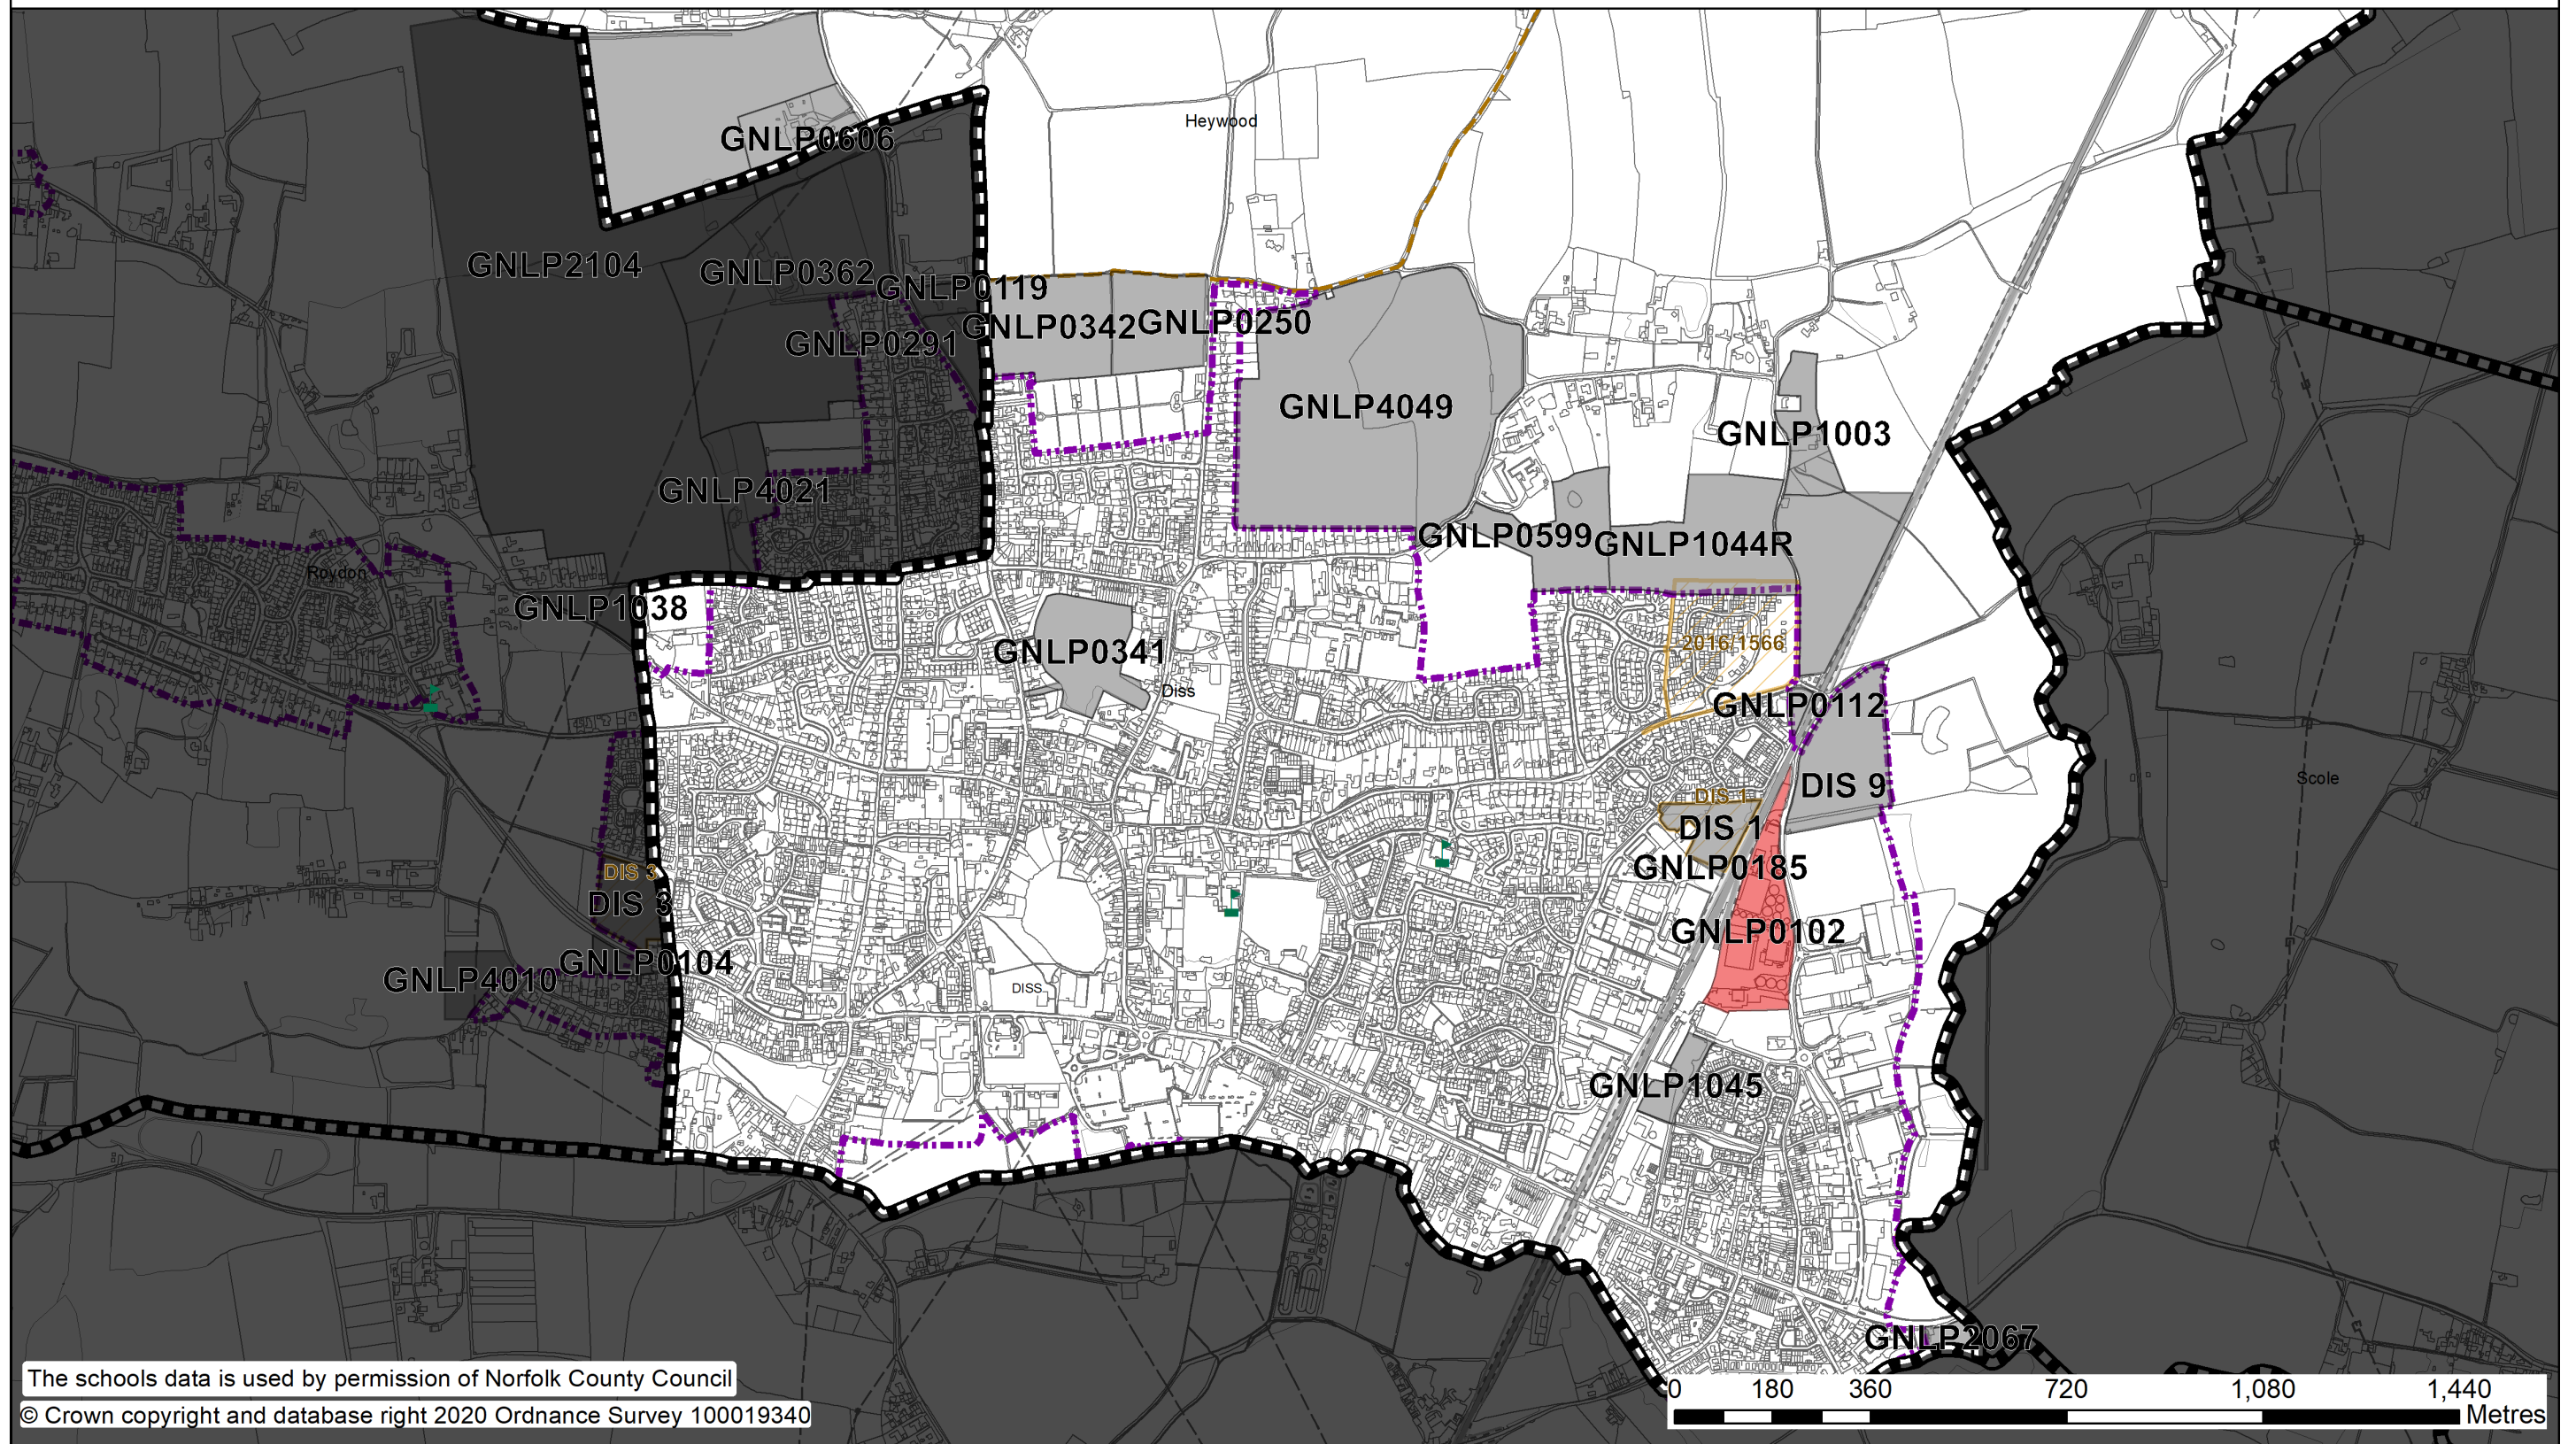 Heywood
GNLP0606
GNLP2104
GNLP0362
GNLP0119
GNLP0342
GNLP0250
GNLP0291
GNLP4049
GNLP1003
GNLP4021
GNLP0599
GNLP1044R
Roydon
GNLP1038
GNLP0341
2016/1566
Diss
GNLP0112
Scole
DIS 9
DIS 1
DIS 1
GNLP0185
DIS 3
DIS 3
GNLP0102
GNLP0104
GNLP4010
DISS
GNLP1045
GNLP2067
The schools data is used by permission of Norfolk County Council
© Crown copyright and database right 2020 Ordnance Survey 100019340
0 180 360 720 1,080 1,440
Metres